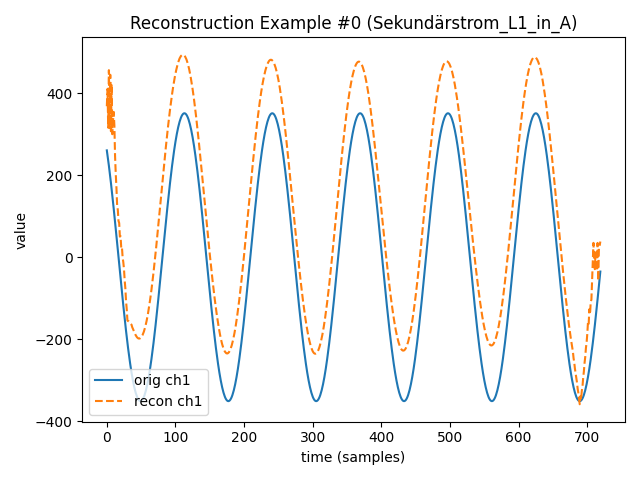 Reconstruction Example #0 (Sekundärstrom_L1_in_A)
value
400
200
0
−200
−400
orig ch1
recon ch1
0 100 200 300 400 500 600 700
time (samples)